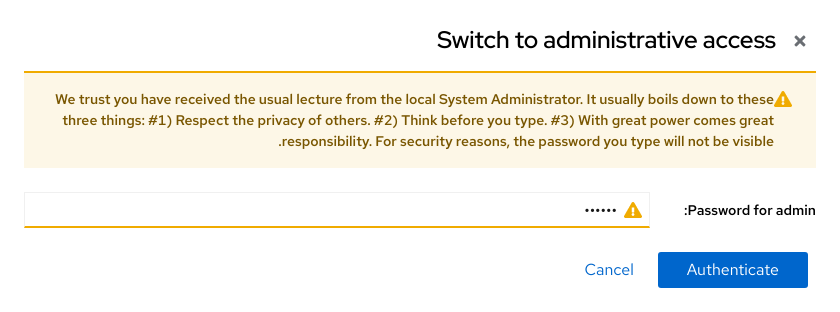 Switch to administrative access
We trust you have received the usual lecture from the local System Administrator. It usually boils down to these
three things: #1) Respect the privacy of others. #2) Think before you type. #3) With great power comes great
.responsibility. For security reasons, the password you type will not be visible
:Password for admin
••••••
Authenticate
Cancel